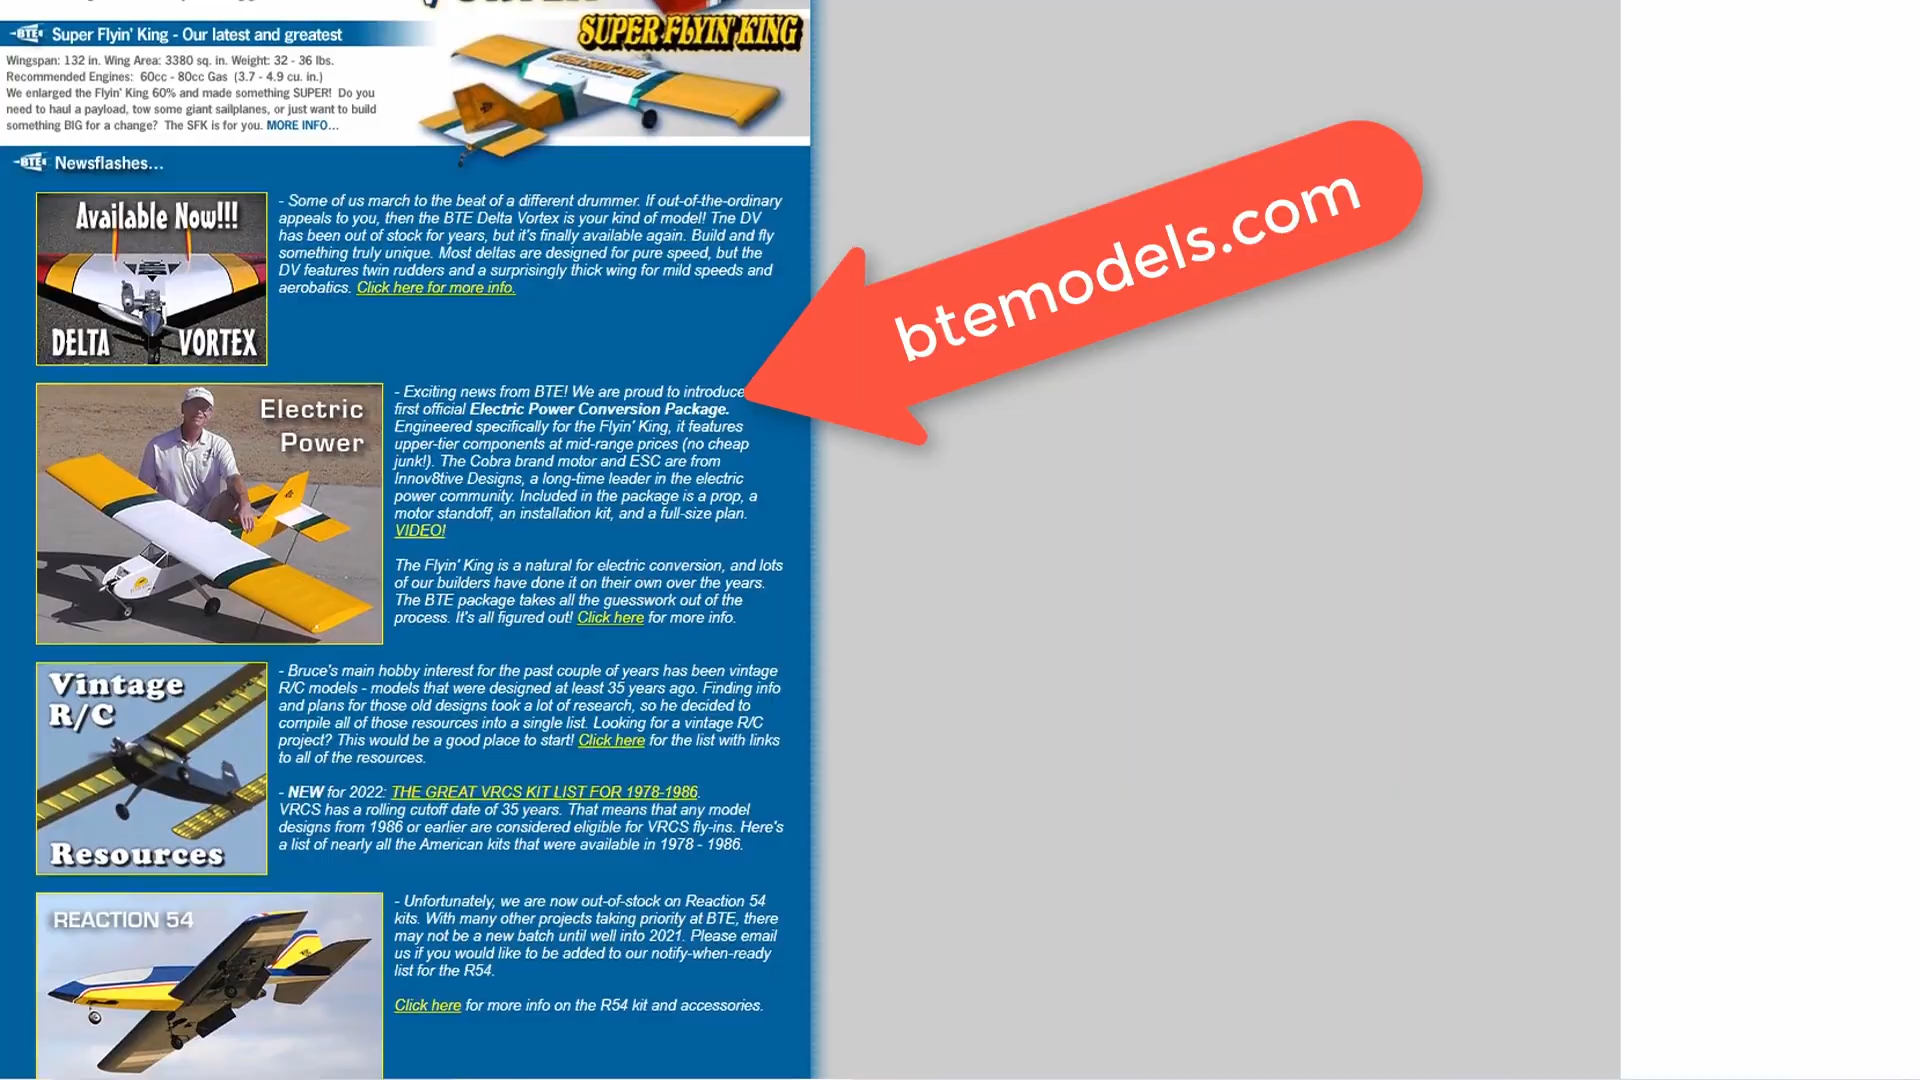 SUPER FLYIN' KING
BTE Super Flyin' King - Our latest and greatest
Wingspan: 132 in. Wing Area: 3380 sq. in. Weight: 32 - 36 lbs.
Recommended Engines: 60cc - 80cc Gas (3.7 - 4.9 cu. in.)
We enlarged the Flyin' King 60% and made something SUPER! Do you
need to haul a payload, tow some giant sailplanes, or just want to build
something BIG for a change? The SFK is for you. MORE INFO...
BTE Newsflashes...
Available Now!!!
DELTA VORTEX
- Some of us march to the beat of a different drummer. If out-of-the-ordinary
appeals to you, then the BTE Delta Vortex is your kind of model! Tne DV
has been out of stock for years, but it's finally available again. Build and fly
something truly unique. Most deltas are designed for pure speed, but the
DV features twin rudders and a surprisingly thick wing for mild speeds and
aerobatics. Click here for more info.
btemodels.com
Electric
Power
- Exciting news from BTE! We are proud to introduce
first official Electric Power Conversion Package.
Engineered specifically for the Flyin' King, it features
upper-tier components at mid-range prices (no cheap
junk!). The Cobra brand motor and ESC are from
Innov8tive Designs, a long-time leader in the electric
power community. Included in the package is a prop, a
motor standoff, an installation kit, and a full-size plan.
VIDEO!
The Flyin' King is a natural for electric conversion, and lots
of our builders have done it on their own over the years.
The BTE package takes all the guesswork out of the
process. It's all figured out! Click here for more info.
Vintage
R/C
Resources
- Bruce's main hobby interest for the past couple of years has been vintage
R/C models - models that were designed at least 35 years ago. Finding info
and plans for those old designs took a lot of research, so he decided to
compile all of those resources into a single list. Looking for a vintage R/C
project? This would be a good place to start! Click here for the list with links
to all of the resources.
- NEW for 2022: THE GREAT VRCS KIT LIST FOR 1978-1986.
VRCS has a rolling cutoff date of 35 years. That means that any model
designs from 1986 or earlier are considered eligible for VRCS fly-ins. Here's
a list of nearly all the American kits that were available in 1978 - 1986.
REACTION 54
- Unfortunately, we are now out-of-stock on Reaction 54
kits. With many other projects taking priority at BTE, there
may not be a new batch until well into 2021. Please email
us if you would like to be added to our notify-when-ready
list for the R54.
Click here for more info on the R54 kit and accessories.